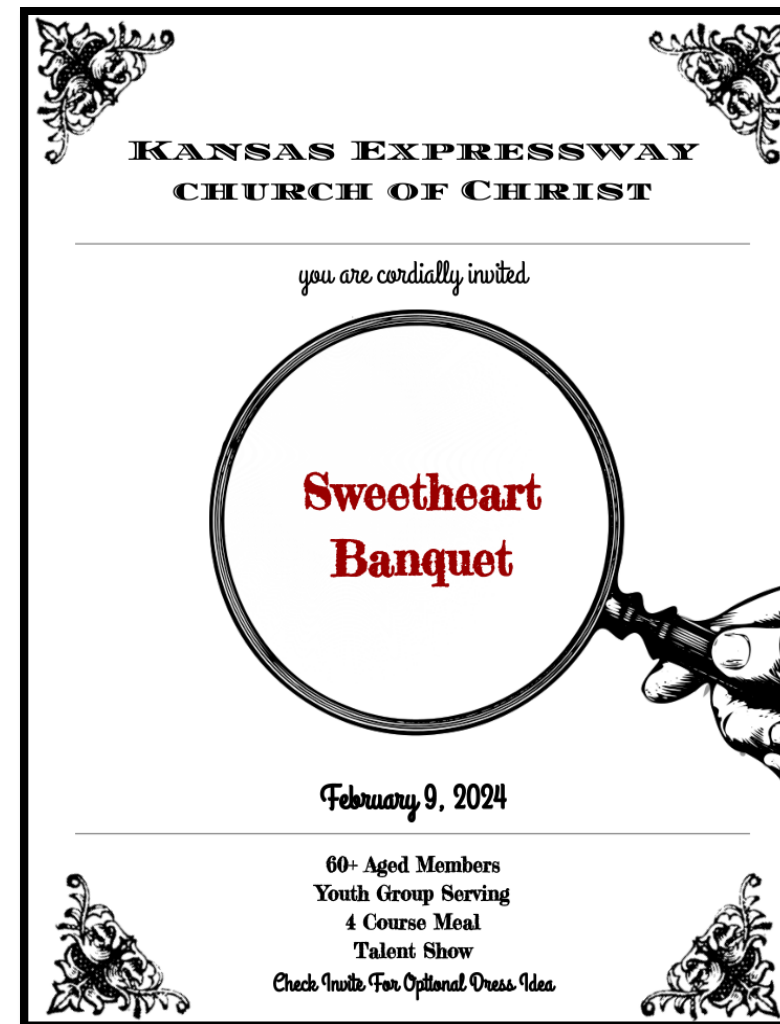 Kansas Expressway
church of Christ
you are cordially invited
Sweetheart
Banquet
February 9, 2024
60+ Aged Members
Youth Group Serving
4 Course Meal
Talent Show
Check Invite For Optional Dress Idea